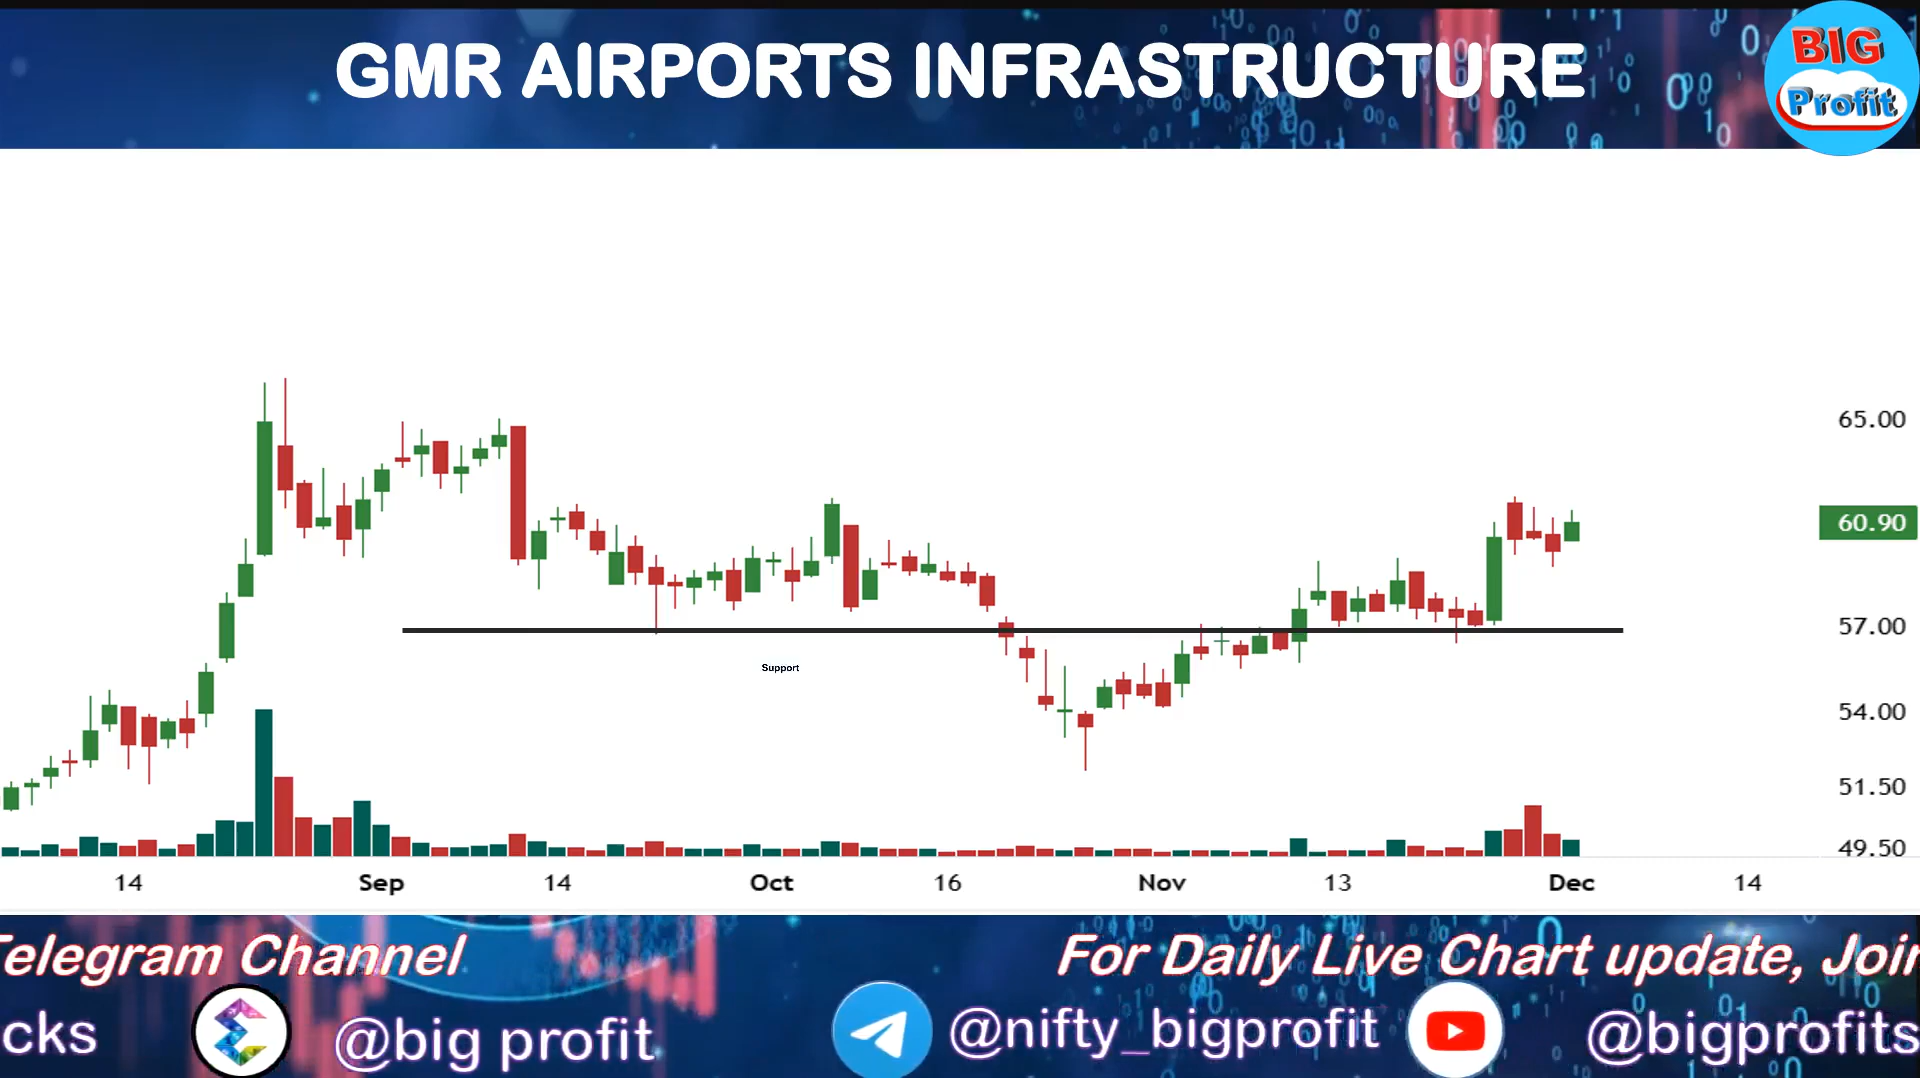 GMR AIRPORTS INFRASTRUCTURE
BIG
Profit
65.00
60.90
57.00
Support
54.00
51.50
49.50
14 Sep 14 Oct 16 Nov 13 Dec 14
Telegram Channel For Daily Live Chart update, Join
cks @big profit @nifty_bigprofit @bigprofits